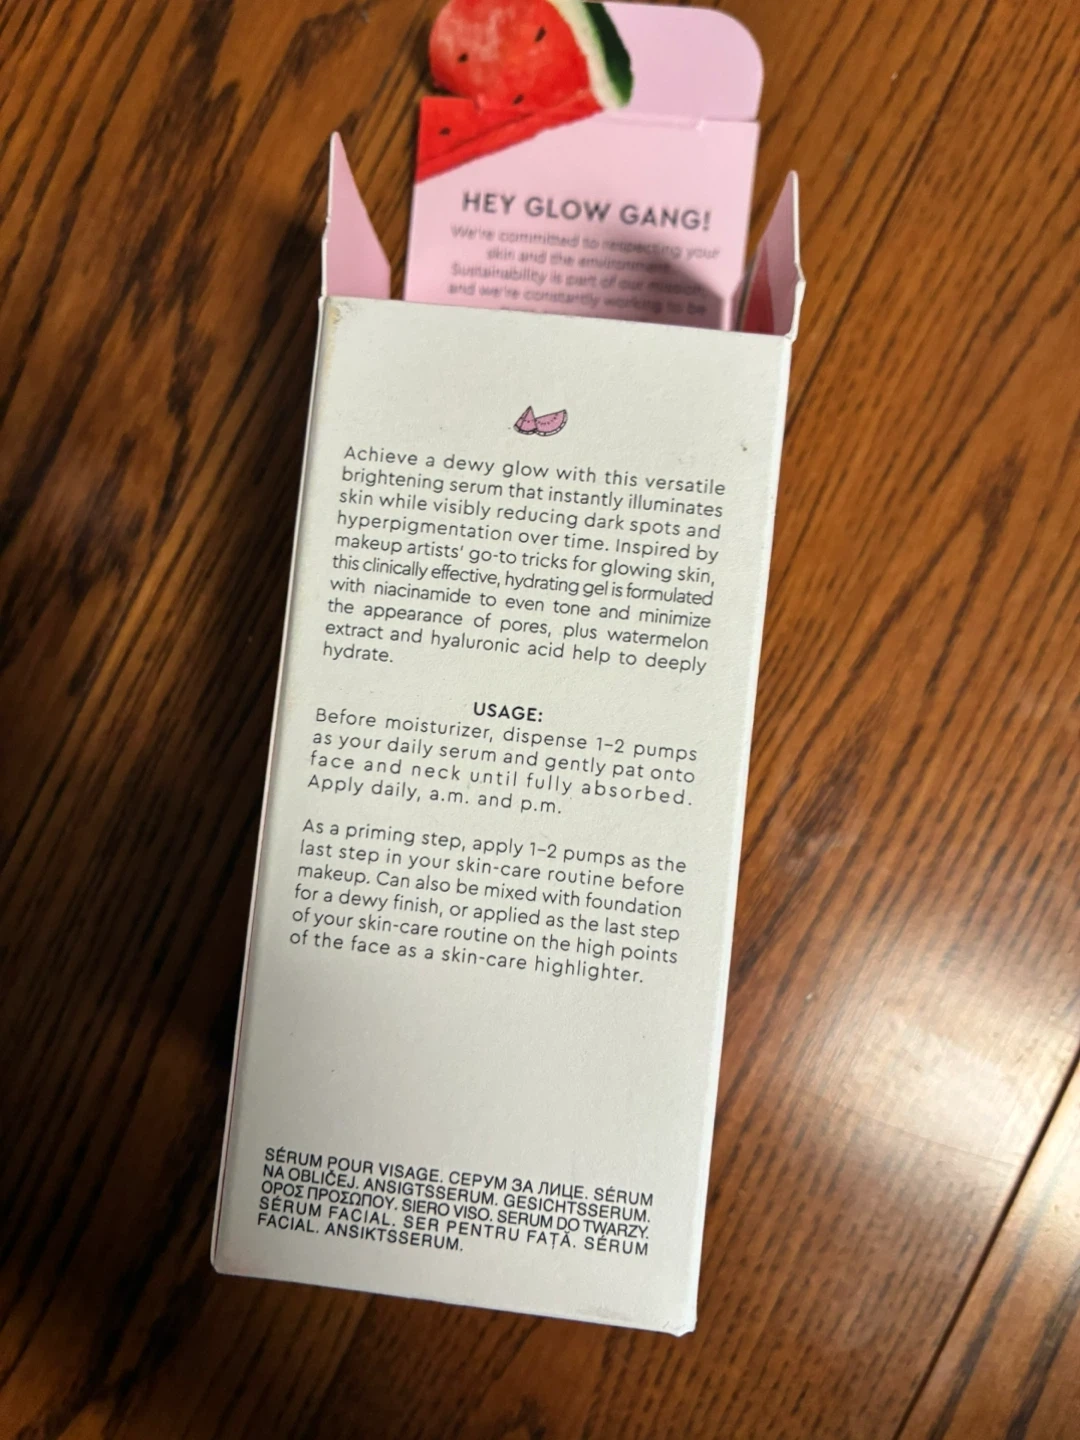 HEY GLOW GANG!
We're committed to respecting your
skin and the environment.
Sustainability is part of our mission,
and we're constantly working to be
Achieve a dewy glow with this versatile
brightening serum that instantly illuminates
skin while visibly reducing dark spots and
hyperpigmentation over time. Inspired by
makeup artists' go-to tricks for glowing skin,
this clinically effective, hydrating gel is formulated
with niacinamide to even tone and minimize
the appearance of pores, plus watermelon
extract and hyaluronic acid help to deeply
hydrate.
USAGE:
Before moisturizer, dispense 1–2 pumps
as your daily serum and gently pat onto
face and neck until fully absorbed.
Apply daily, a.m. and p.m.
As a priming step, apply 1–2 pumps as the
last step in your skin-care routine before
makeup. Can also be mixed with foundation
for a dewy finish, or applied as the last step
of your skin-care routine on the high points
of the face as a skin-care highlighter.
SÉRUM POUR VISAGE. СЕРУМ ЗА ЛИЦЕ. SÉRUM
NA OBLIČEJ. ANSIGTSSERUM. GESICHTSSERUM.
ΟΡΟΣ ΠΡΟΣΩΠΟΥ. SIERO VISO. SERUM DO TWARZY.
SÉRUM FACIAL. SER PENTRU FAȚĂ. SÉRUM
FACIAL. ANSIKTSSERUM.